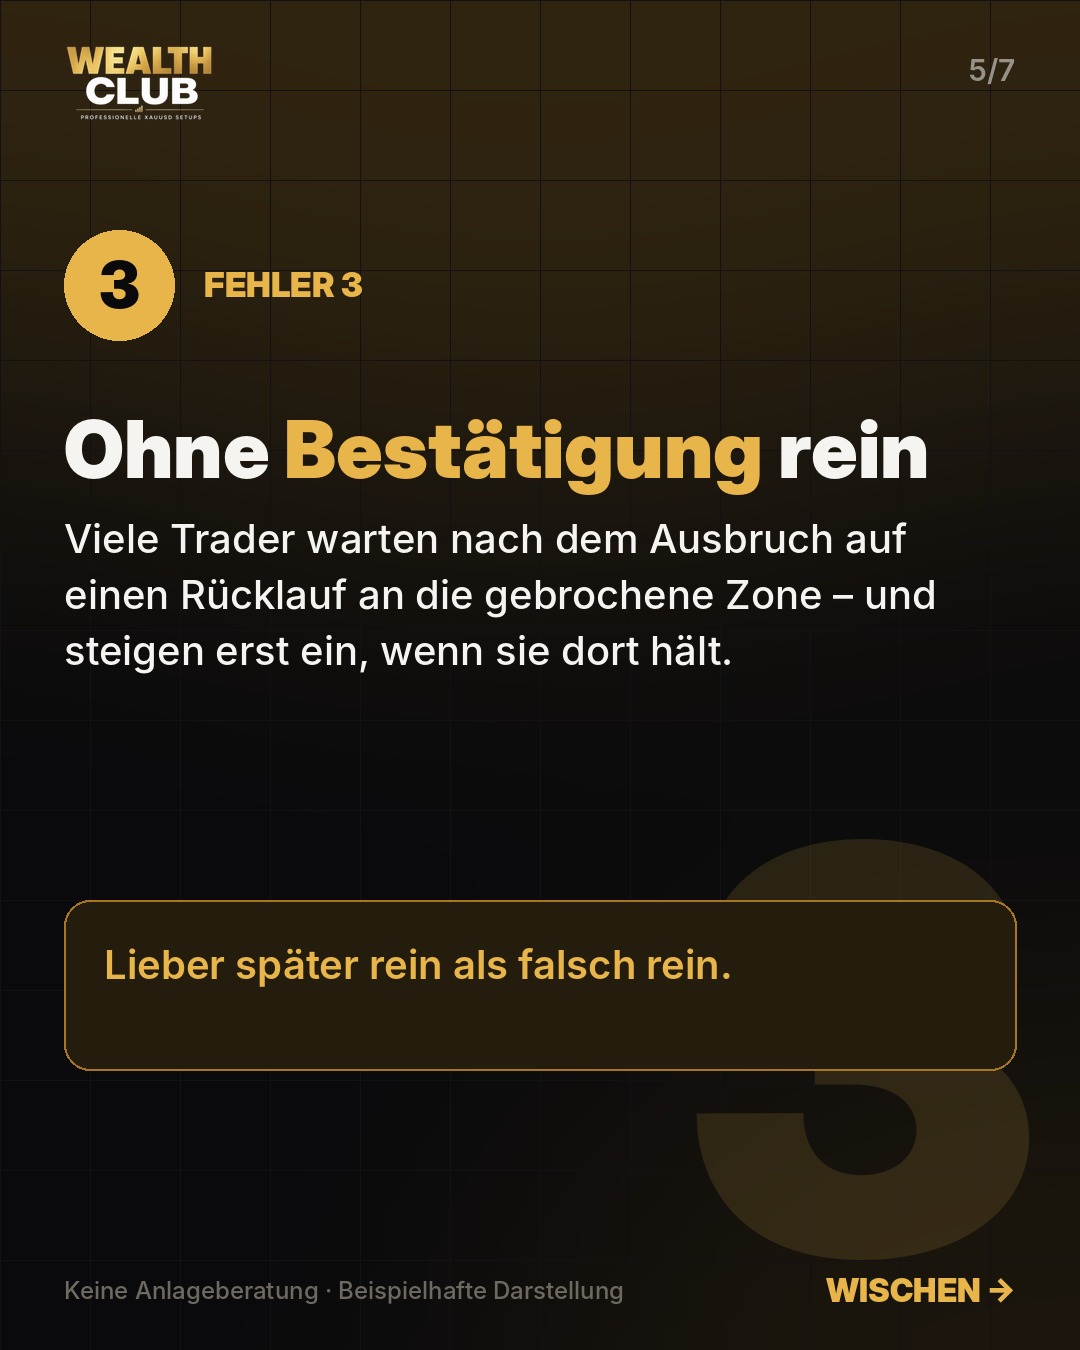 WEALTH
CLUB
PROFESSIONELLE XAUUSD SETUPS
5/7
3
FEHLER 3
Ohne Bestätigung rein
Viele Trader warten nach dem Ausbruch auf
einen Rücklauf an die gebrochene Zone – und
steigen erst ein, wenn sie dort hält.
3
Lieber später rein als falsch rein.
Keine Anlageberatung · Beispielhafte Darstellung
WISCHEN →